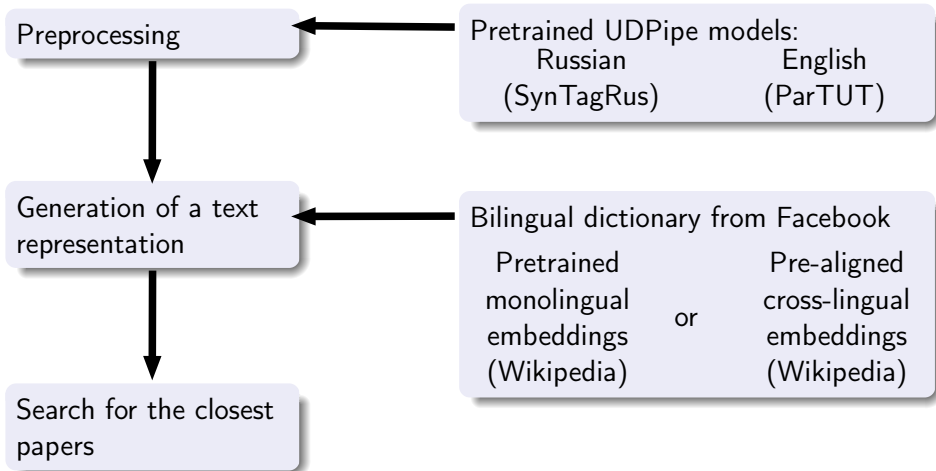 Preprocessing
Pretrained UDPipe models:
Russian English
(SynTagRus) (ParTUT)
Generation of a text
representation
Bilingual dictionary from Facebook
Pretrained
monolingual
embeddings
(Wikipedia)
or
Pre-aligned
cross-lingual
embeddings
(Wikipedia)
Search for the closest
papers